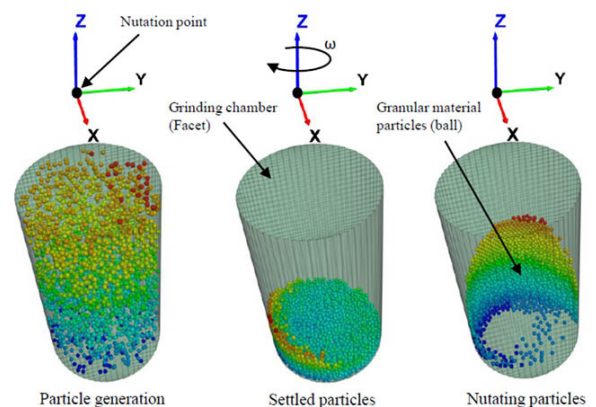 Nutation point
Z
Y
X
Z
ω
Y
X
Grinding chamber
(Facet)
Z
Y
X
Granular material
particles (ball)
Particle generation
Settled particles
Nutating particles